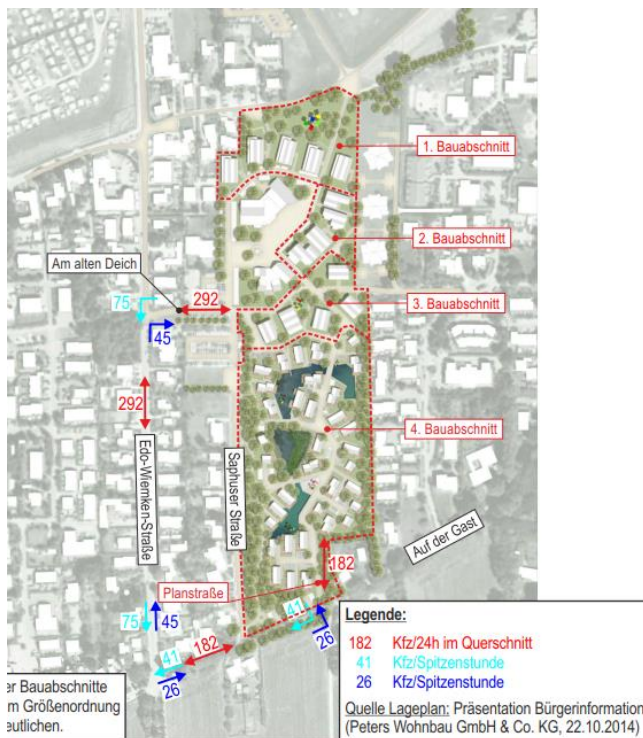 1. Bauabschnitt
2. Bauabschnitt
Am alten Deich
3. Bauabschnitt
75
292
45
292
4. Bauabschnitt
Edo-Wiemken-Straße
Saphuser Straße
Auf der Gast
182
Planstraße
75
45
41
182
26
41
26
er Bauabschnitte
m Größenordnung
eutlichen.
Legende:
182 Kfz/24h im Querschnitt
41 Kfz/Spitzenstunde
26 Kfz/Spitzenstunde
Quelle Lageplan: Präsentation Bürgerinformation
(Peters Wohnbau GmbH & Co. KG, 22.10.2014)